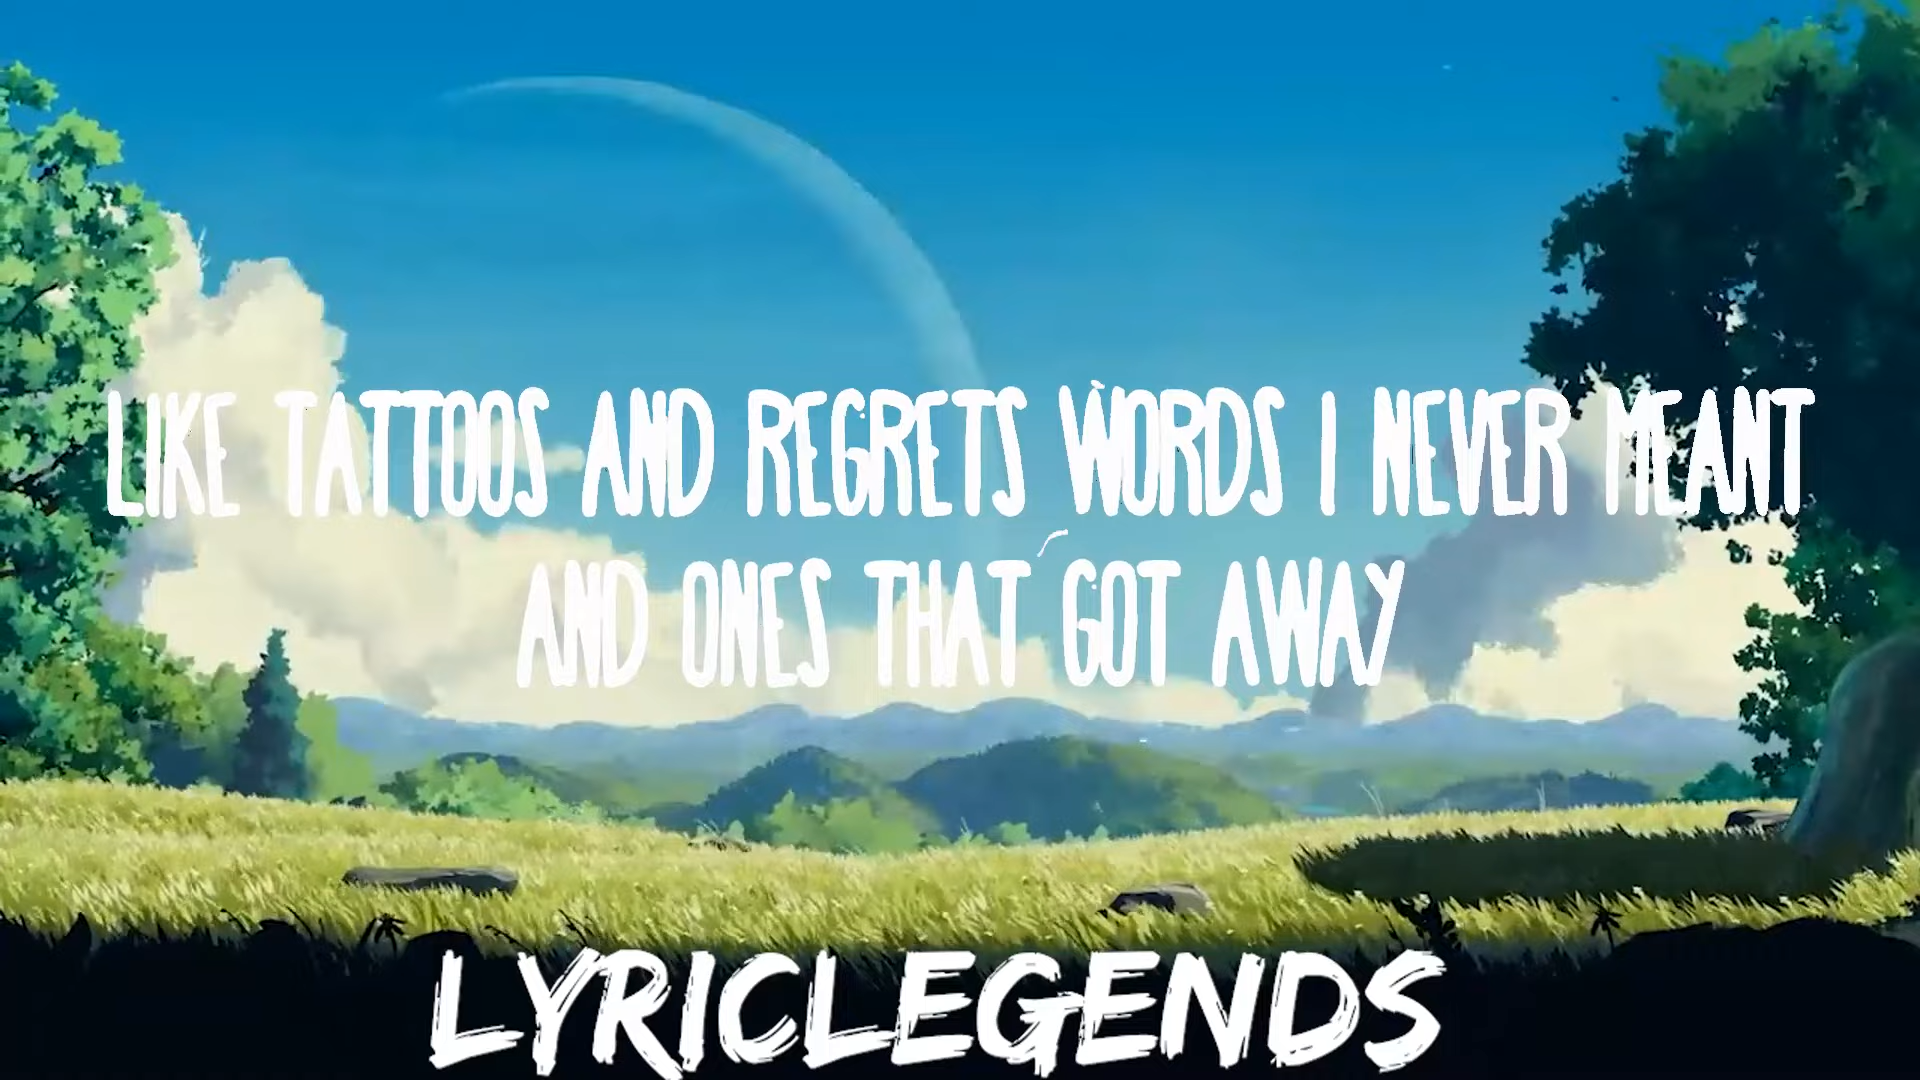 LIKE TATTOOS AND REGRETS WORDS I NEVER MEANT
AND ONES THAT GOT AWAY
LYRICLEGENDS